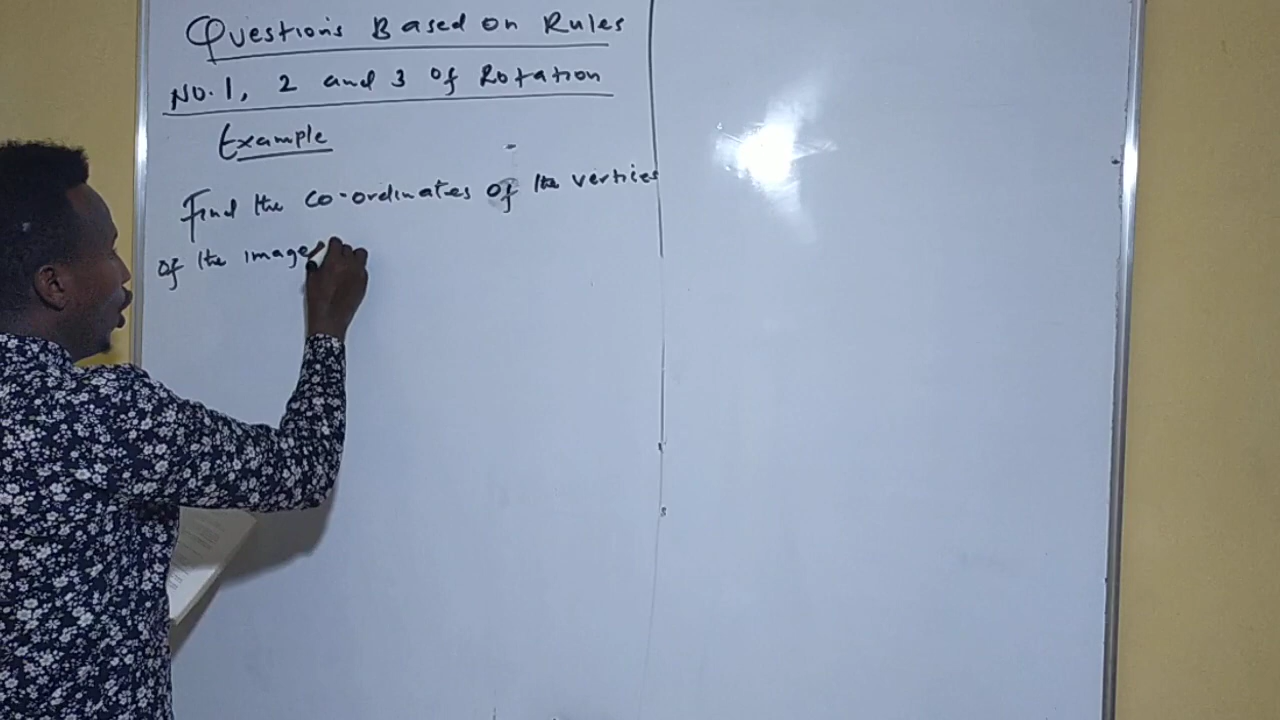 Questions Based on Rules
No. 1, 2 and 3 of Rotation
Example
Find the co-ordinates of the vertices
of the image